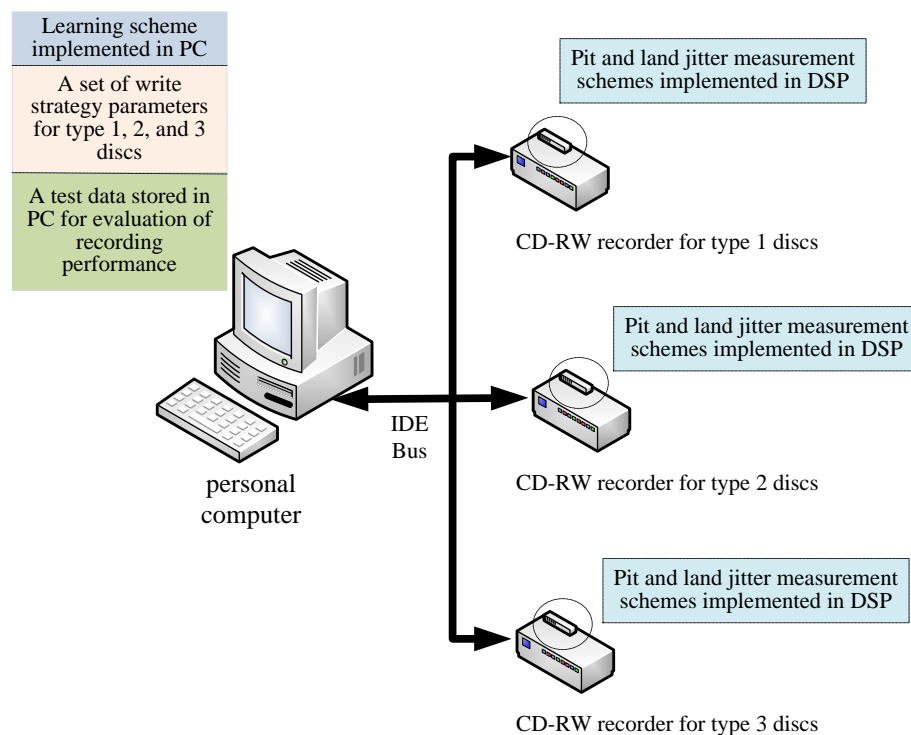 Learning scheme
implemented in PC
A set of write
strategy parameters
for type 1, 2, and 3
discs
A test data stored in
PC for evaluation of
recording
performance
personal
computer
IDE
Bus
Pit and land jitter measurement
schemes implemented in DSP
CD-RW recorder for type 1 discs
Pit and land jitter measurement
schemes implemented in DSP
CD-RW recorder for type 2 discs
Pit and land jitter measurement
schemes implemented in DSP
CD-RW recorder for type 3 discs